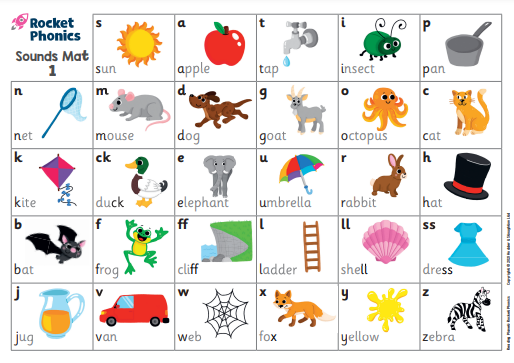 Rocket
Phonics
Sounds Mat
1
s
sun
a
apple
t
tap
i
insect
p
pan
n
net
m
mouse
d
dog
g
goat
o
octopus
c
cat
k
kite
ck
duck
e
elephant
u
umbrella
r
rabbit
h
hat
b
bat
f
frog
ff
cliff
l
ladder
ll
shell
ss
dress
j
jug
v
van
w
web
x
fox
y
yellow
z
zebra